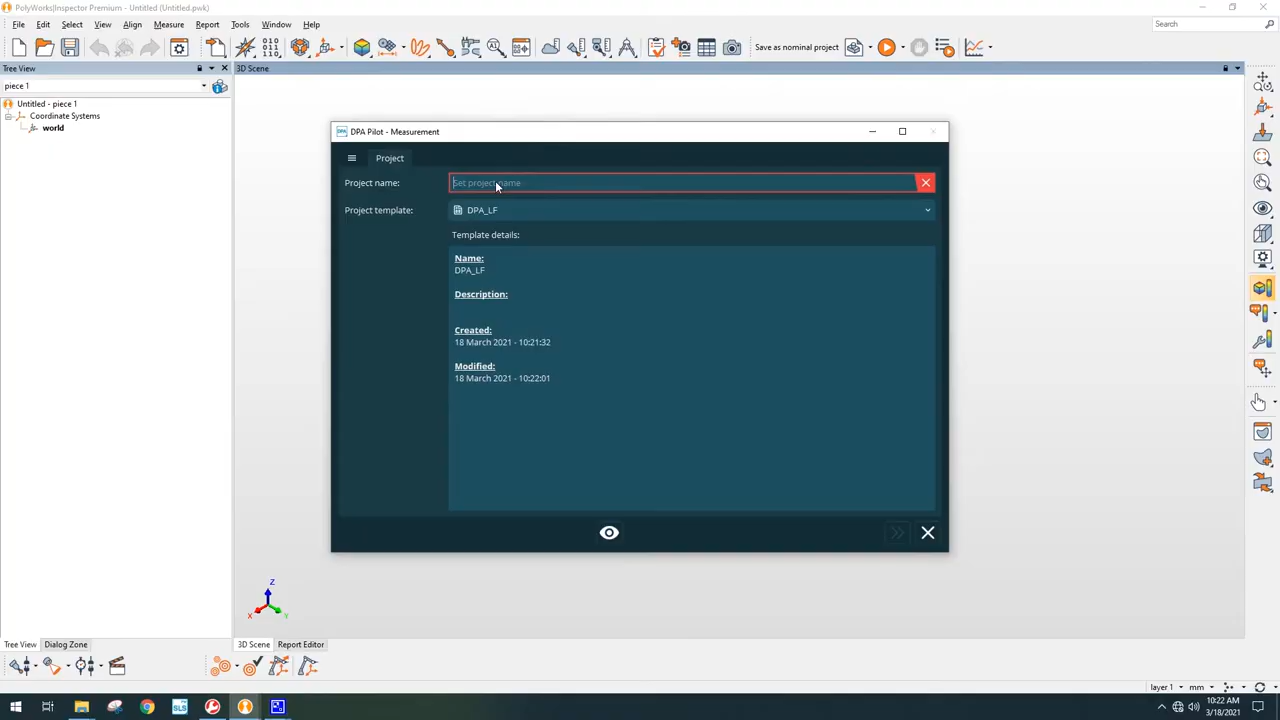 PolyWorks|Inspector Premium - Untitled (Untitled.pwk)
File Edit Select View Align Measure Report Tools Window Help
Search
Save as nominal project
Tree View
3D Scene
piece 1
Untitled - piece 1
Coordinate Systems
world
DPA DPA Pilot - Measurement
Project
Project name:
Set project name
Project template:
DPA_LF
Template details:
Name:
DPA_LF
Description:
Created:
18 March 2021 - 10:21:32
Modified:
18 March 2021 - 10:22:01
Z
X
Y
Tree View Dialog Zone
3D Scene Report Editor
layer 1 mm
SLS
10:22 AM
3/18/2021